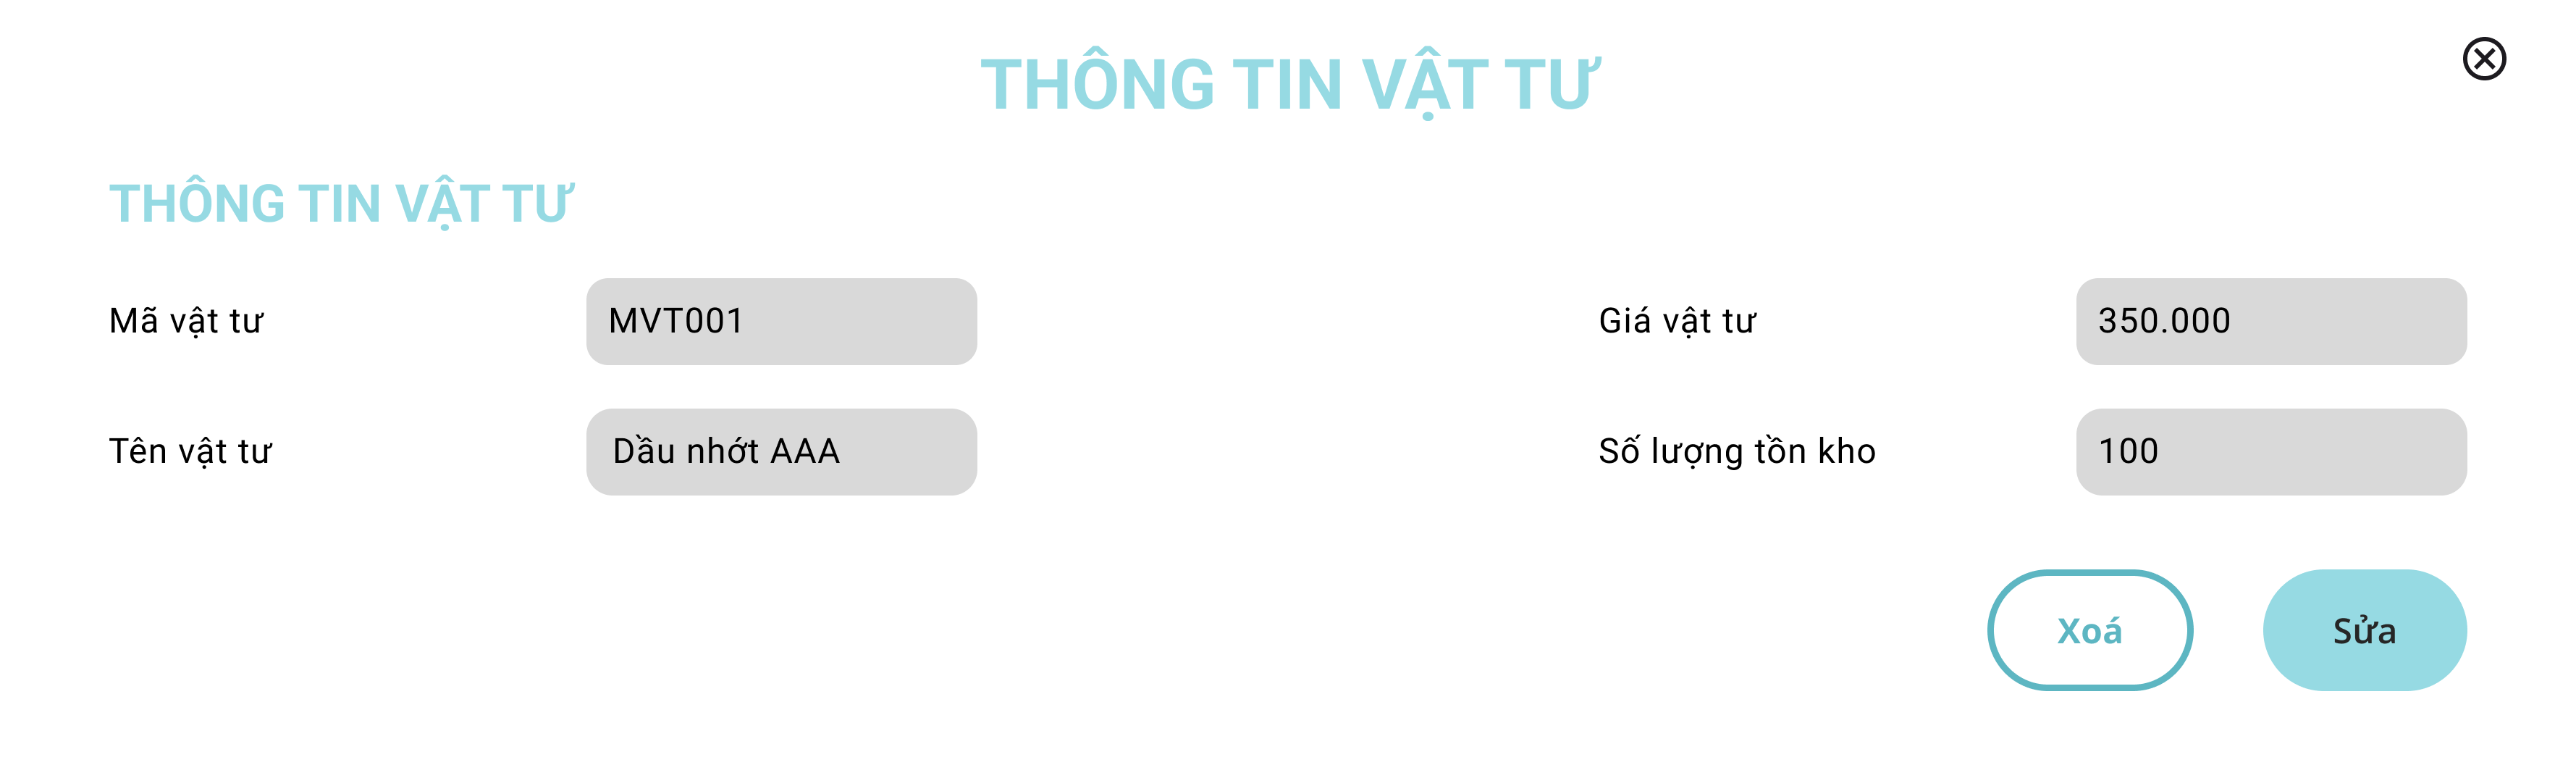 THÔNG TIN VẬT TƯ
THÔNG TIN VẬT TƯ
Mã vật tư MVT001 Giá vật tư 350.000
Tên vật tư Dầu nhớt AAA Số lượng tồn kho 100
Xoá Sửa